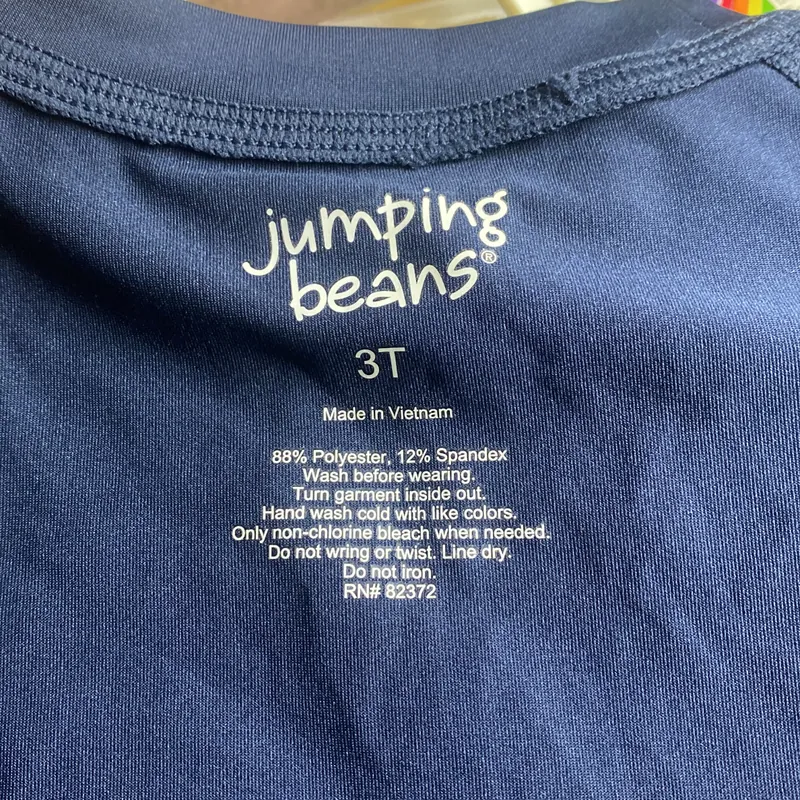 jumping
beans®
3T
Made in Vietnam
88% Polyester, 12% Spandex
Wash before wearing.
Turn garment inside out.
Hand wash cold with like colors.
Only non-chlorine bleach when needed.
Do not wring or twist. Line dry.
Do not iron.
RN# 82372